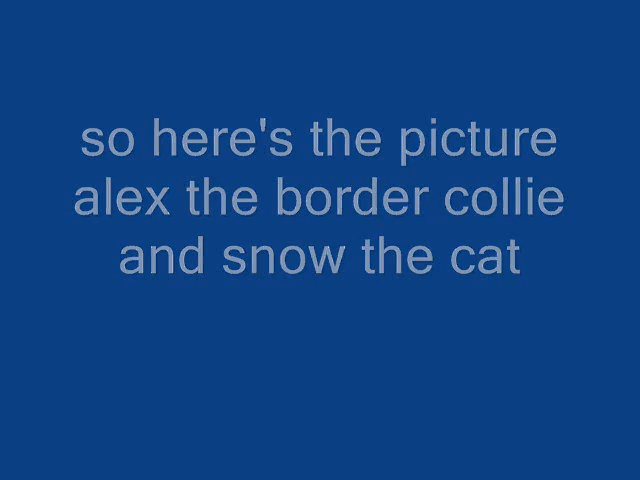 so here's the picture
alex the border collie
and snow the cat